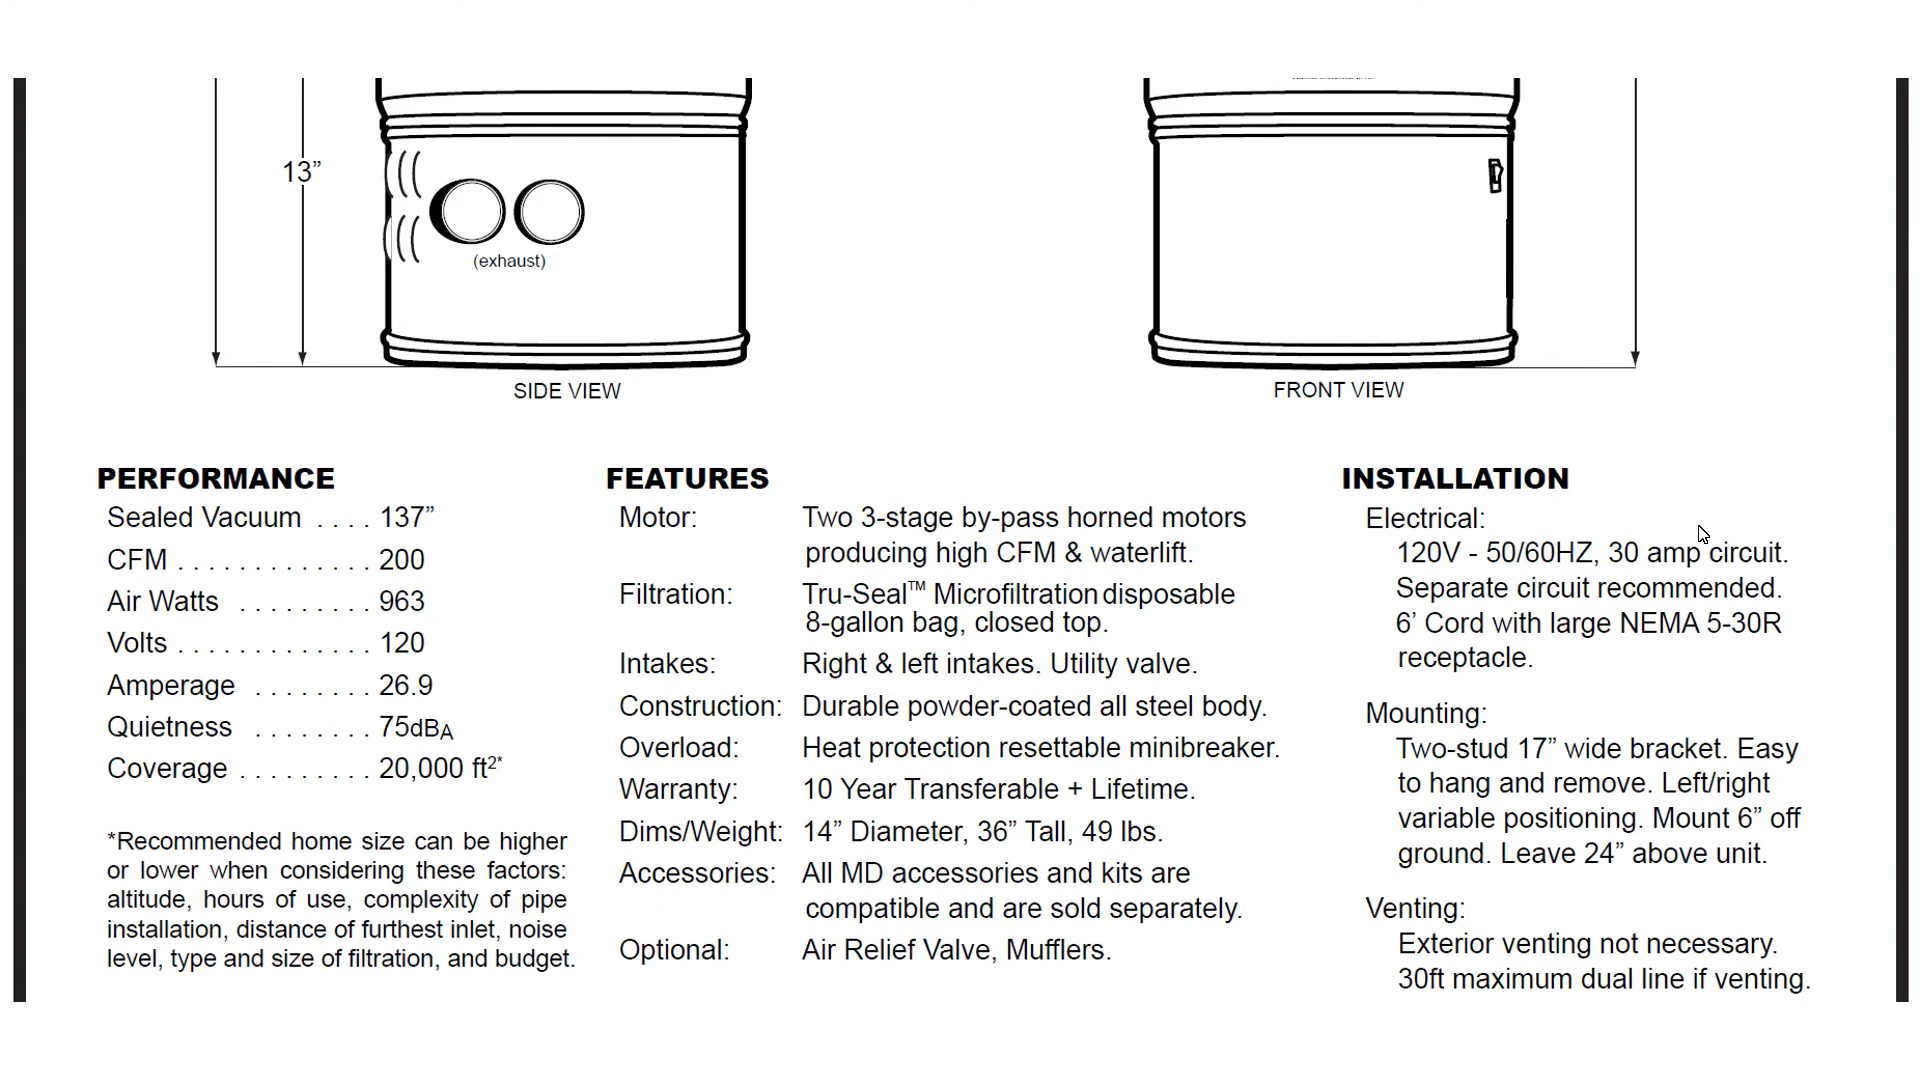 13”
(exhaust)
SIDE VIEW
FRONT VIEW
PERFORMANCE
Sealed Vacuum . . . . 137”
CFM . . . . . . . . . . . . . 200
Air Watts . . . . . . . . . 963
Volts . . . . . . . . . . . . . 120
Amperage . . . . . . . . 26.9
Quietness . . . . . . . . 75dBA
Coverage . . . . . . . . . 20,000 ft2*
*Recommended home size can be higher
or lower when considering these factors:
altitude, hours of use, complexity of pipe
installation, distance of furthest inlet, noise
level, type and size of filtration, and budget.
FEATURES
Motor: Two 3-stage by-pass horned motors
producing high CFM & waterlift.
Filtration: Tru-Seal™ Microfiltration disposable
8-gallon bag, closed top.
Intakes: Right & left intakes. Utility valve.
Construction: Durable powder-coated all steel body.
Overload: Heat protection resettable minibreaker.
Warranty: 10 Year Transferable + Lifetime.
Dims/Weight: 14” Diameter, 36” Tall, 49 lbs.
Accessories: All MD accessories and kits are
compatible and are sold separately.
Optional: Air Relief Valve, Mufflers.
INSTALLATION
Electrical:
120V - 50/60HZ, 30 amp circuit.
Separate circuit recommended.
6’ Cord with large NEMA 5-30R
receptacle.
Mounting:
Two-stud 17” wide bracket. Easy
to hang and remove. Left/right
variable positioning. Mount 6” off
ground. Leave 24” above unit.
Venting:
Exterior venting not necessary.
30ft maximum dual line if venting.